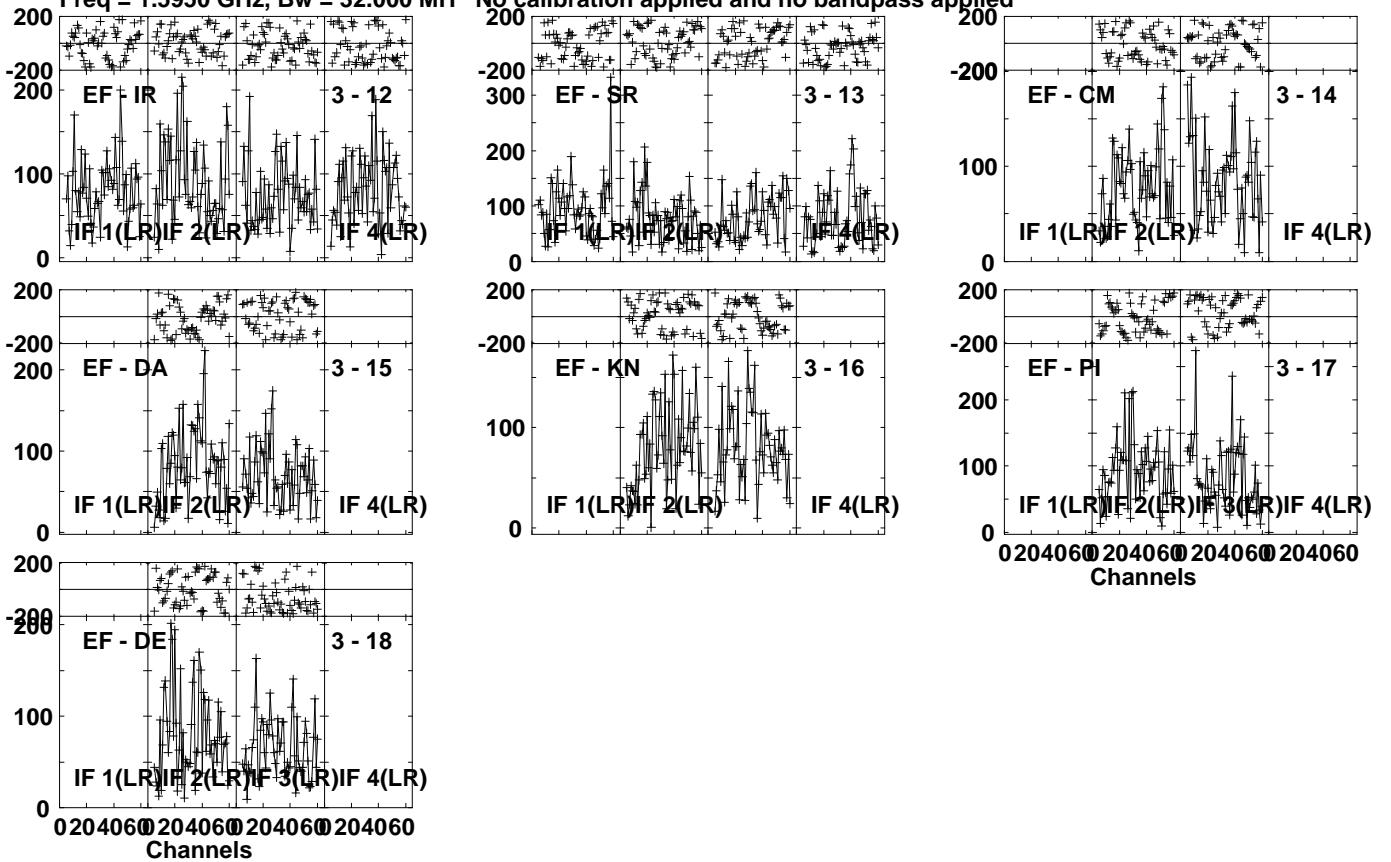 Freq = 1.5950 GHz, Bw = 32.000 MH No calibration applied and no bandpass applied
200
-200
200
100
0
EF - IR
3 - 12
IF 1(LR)
IF 2(LR)
IF 4(LR)
200
-200
300
200
100
0
EF - SR
3 - 13
IF 1(LR)
IF 2(LR)
IF 4(LR)
200
-200
100
0
EF - CM
3 - 14
IF 1(LR)
IF 2(LR)
IF 4(LR)
200
-200
200
100
0
EF - DA
3 - 15
IF 1(LR)
IF 2(LR)
IF 4(LR)
200
-200
100
0
EF - KN
3 - 16
IF 1(LR)
IF 2(LR)
IF 4(LR)
200
-200
200
100
0
EF - PI
3 - 17
IF 1(LR)
IF 2(LR)
IF 3(LR)
IF 4(LR)
0 20 40 60 0 20 40 60 0 20 40 60 0 20 40 60
Channels
200
-200
200
100
0
EF - DE
3 - 18
IF 1(LR)
IF 2(LR)
IF 3(LR)
IF 4(LR)
0 20 40 60 0 20 40 60 0 20 40 60 0 20 40 60
Channels